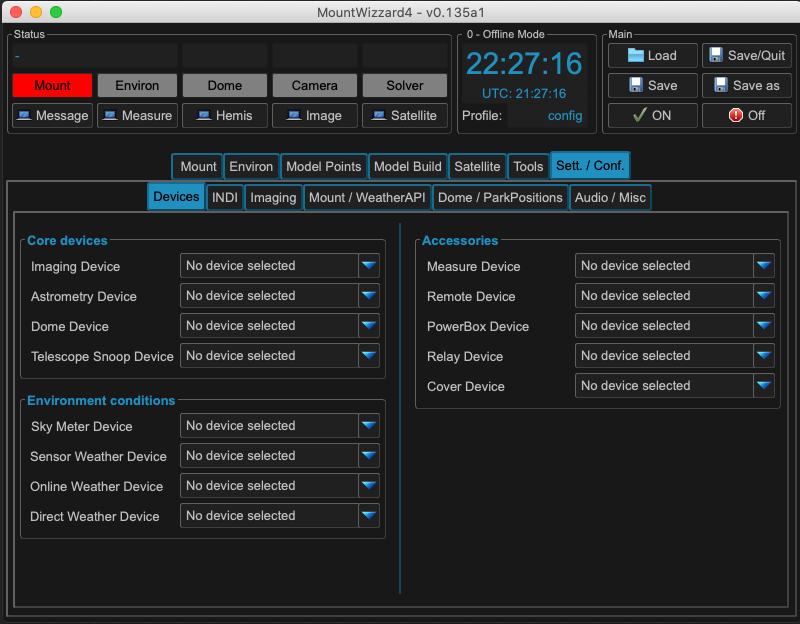 MountWizzard4 - v0.135a1
Status
-
Mount Environ Dome Camera Solver
Message Measure Hemis Image Satellite
0 - Offline Mode
22:27:16
UTC: 21:27:16
Profile: config
Main
Load Save/Quit
Save Save as
ON Off
Mount Environ Model Points Model Build Satellite Tools Sett. / Conf.
Devices INDI Imaging Mount / WeatherAPI Dome / ParkPositions Audio / Misc
Core devices
Imaging Device No device selected
Astrometry Device No device selected
Dome Device No device selected
Telescope Snoop Device No device selected
Environment conditions
Sky Meter Device No device selected
Sensor Weather Device No device selected
Online Weather Device No device selected
Direct Weather Device No device selected
Accessories
Measure Device No device selected
Remote Device No device selected
PowerBox Device No device selected
Relay Device No device selected
Cover Device No device selected